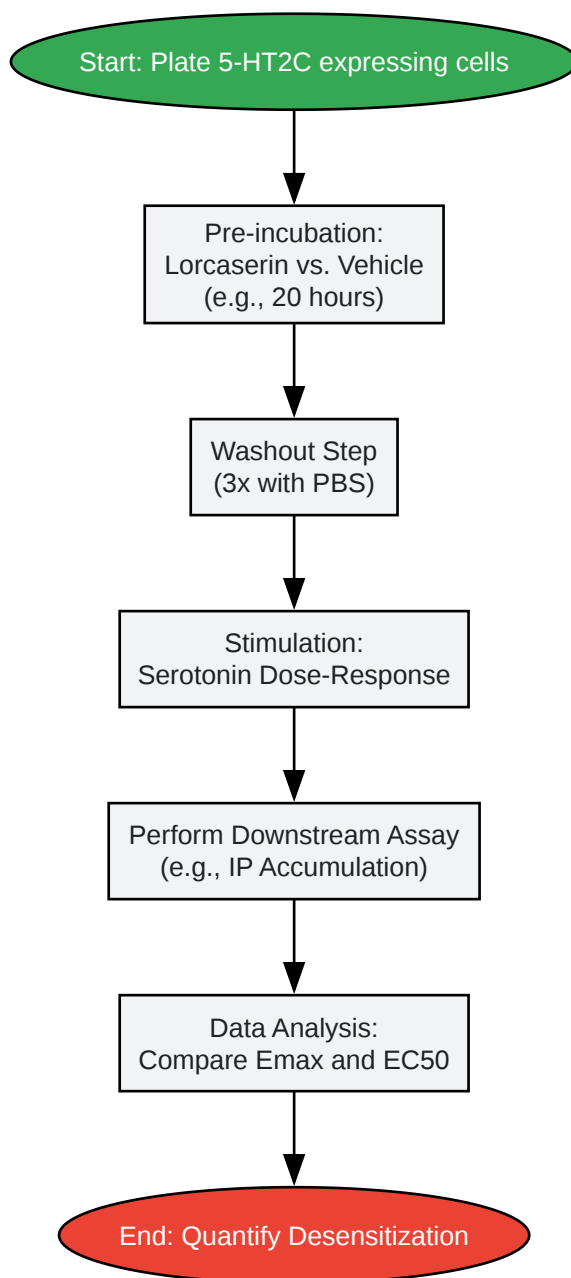 Start: Plate 5-HT2C expressing cells
Pre-incubation:
Lorcaserin vs. Vehicle
(e.g., 20 hours)
Washout Step
(3x with PBS)
Stimulation:
Serotonin Dose-Response
Perform Downstream Assay
(e.g., IP Accumulation)
Data Analysis:
Compare Emax and EC50
End: Quantify Desensitization